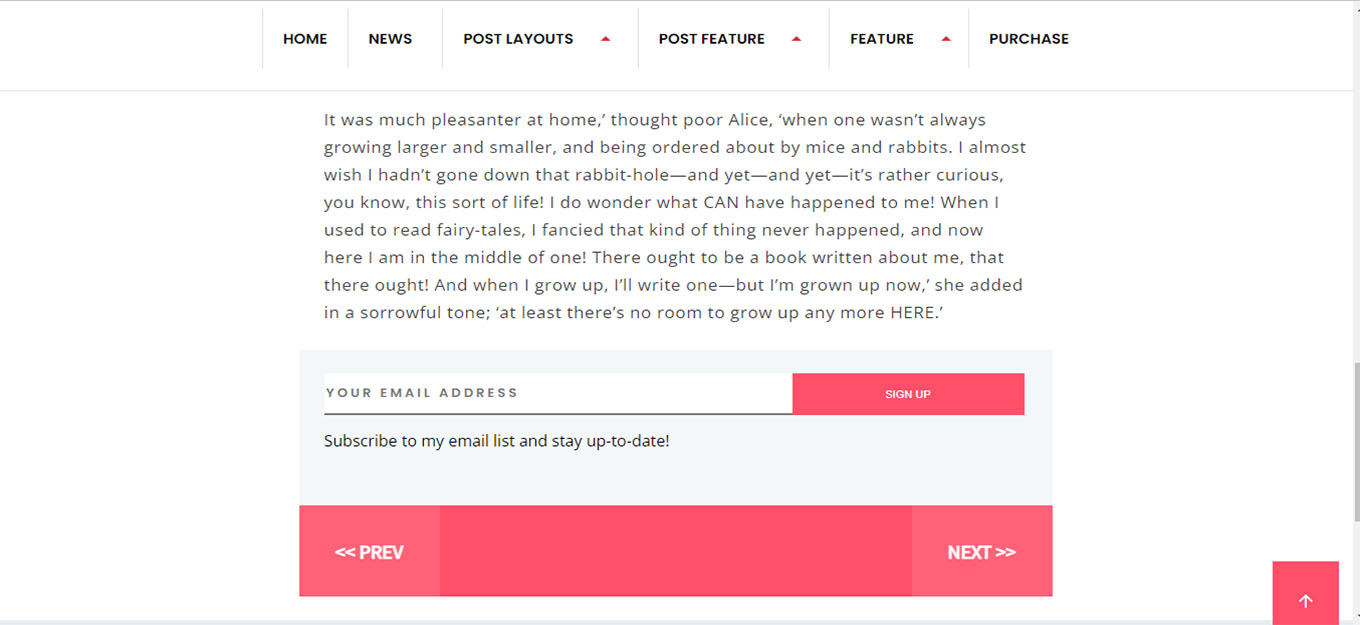 HOME NEWS POST LAYOUTS POST FEATURE FEATURE PURCHASE
It was much pleasanter at home,’ thought poor Alice, ‘when one wasn’t always
growing larger and smaller, and being ordered about by mice and rabbits. I almost
wish I hadn’t gone down that rabbit-hole—and yet—and yet—it’s rather curious,
you know, this sort of life! I do wonder what CAN have happened to me! When I
used to read fairy-tales, I fancied that kind of thing never happened, and now
here I am in the middle of one! There ought to be a book written about me, that
there ought! And when I grow up, I’ll write one—but I’m grown up now,’ she added
in a sorrowful tone; ‘at least there’s no room to grow up any more HERE.’
YOUR EMAIL ADDRESS SIGN UP
Subscribe to my email list and stay up-to-date!
<< PREV NEXT >>